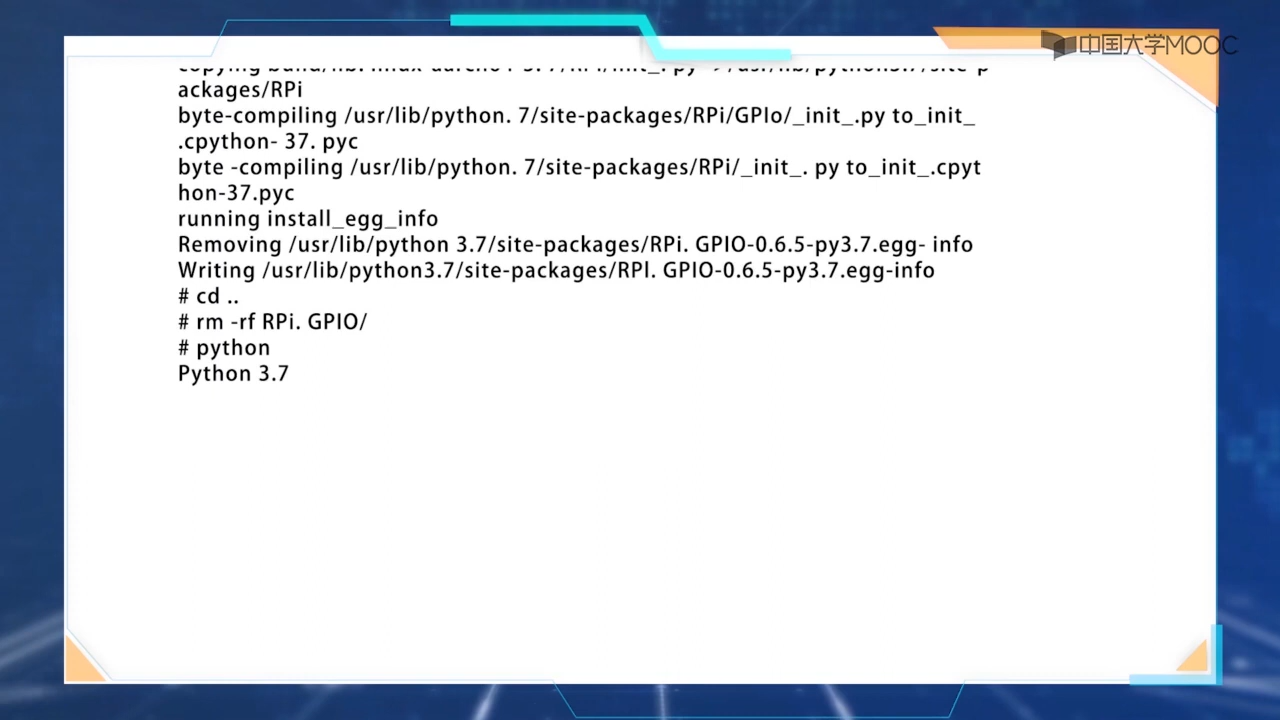 中国大学MOOC
ackages/RPi
byte-compiling /usr/lib/python. 7/site-packages/RPi/GPIo/_init_.py to_init_
.cpython- 37. pyc
byte -compiling /usr/lib/python. 7/site-packages/RPi/_init_. py to_init_.cpyt
hon-37.pyc
running install_egg_info
Removing /usr/lib/python 3.7/site-packages/RPi. GPIO-0.6.5-py3.7.egg- info
Writing /usr/lib/python3.7/site-packages/RPl. GPIO-0.6.5-py3.7.egg-info
# cd ..
# rm -rf RPi. GPIO/
# python
Python 3.7